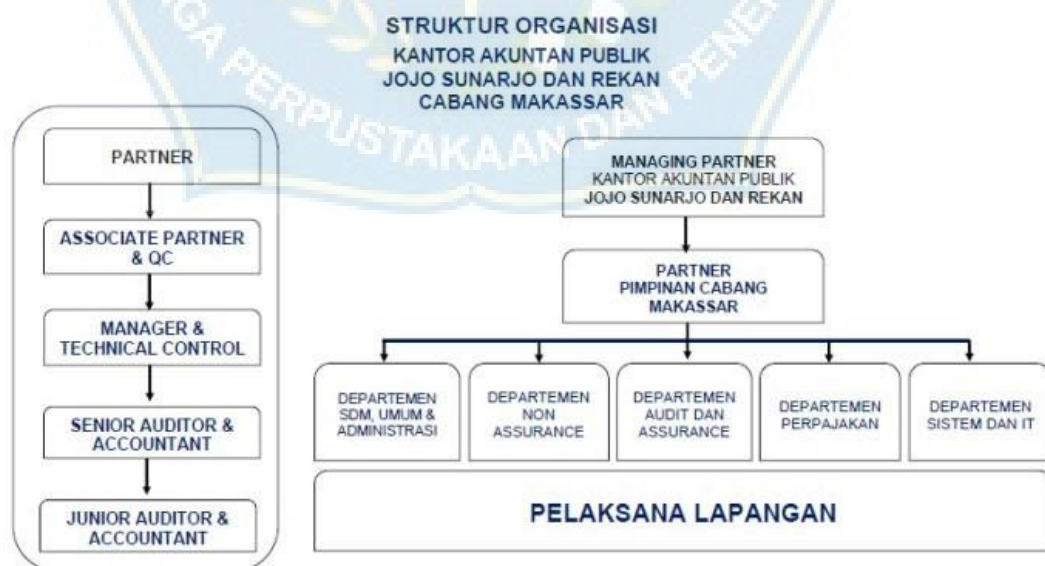 STRUKTUR ORGANISASI
KANTOR AKUNTAN PUBLIK
JOJO SUNARJO DAN REKAN
CABANG MAKASSAR
PERPUSTAKAAN DAN
PARTNER
ASSOCIATE PARTNER
& QC
MANAGER &
TECHNICAL CONTROL
SENIOR AUDITOR &
ACCOUNTANT
JUNIOR AUDITOR &
ACCOUNTANT
MANAGING PARTNER
KANTOR AKUNTAN PUBLIK
JOJO SUNARJO DAN REKAN
PARTNER
PIMPINAN CABANG
MAKASSAR
DEPARTEMEN
SDM, UMUM &
ADMINISTRASI
DEPARTEMEN
NON
ASSURANCE
DEPARTEMEN
AUDIT DAN
ASSURANCE
DEPARTEMEN
PERPAJAKAN
DEPARTEMEN
SISTEM DAN IT
PELAKSANA LAPANGAN